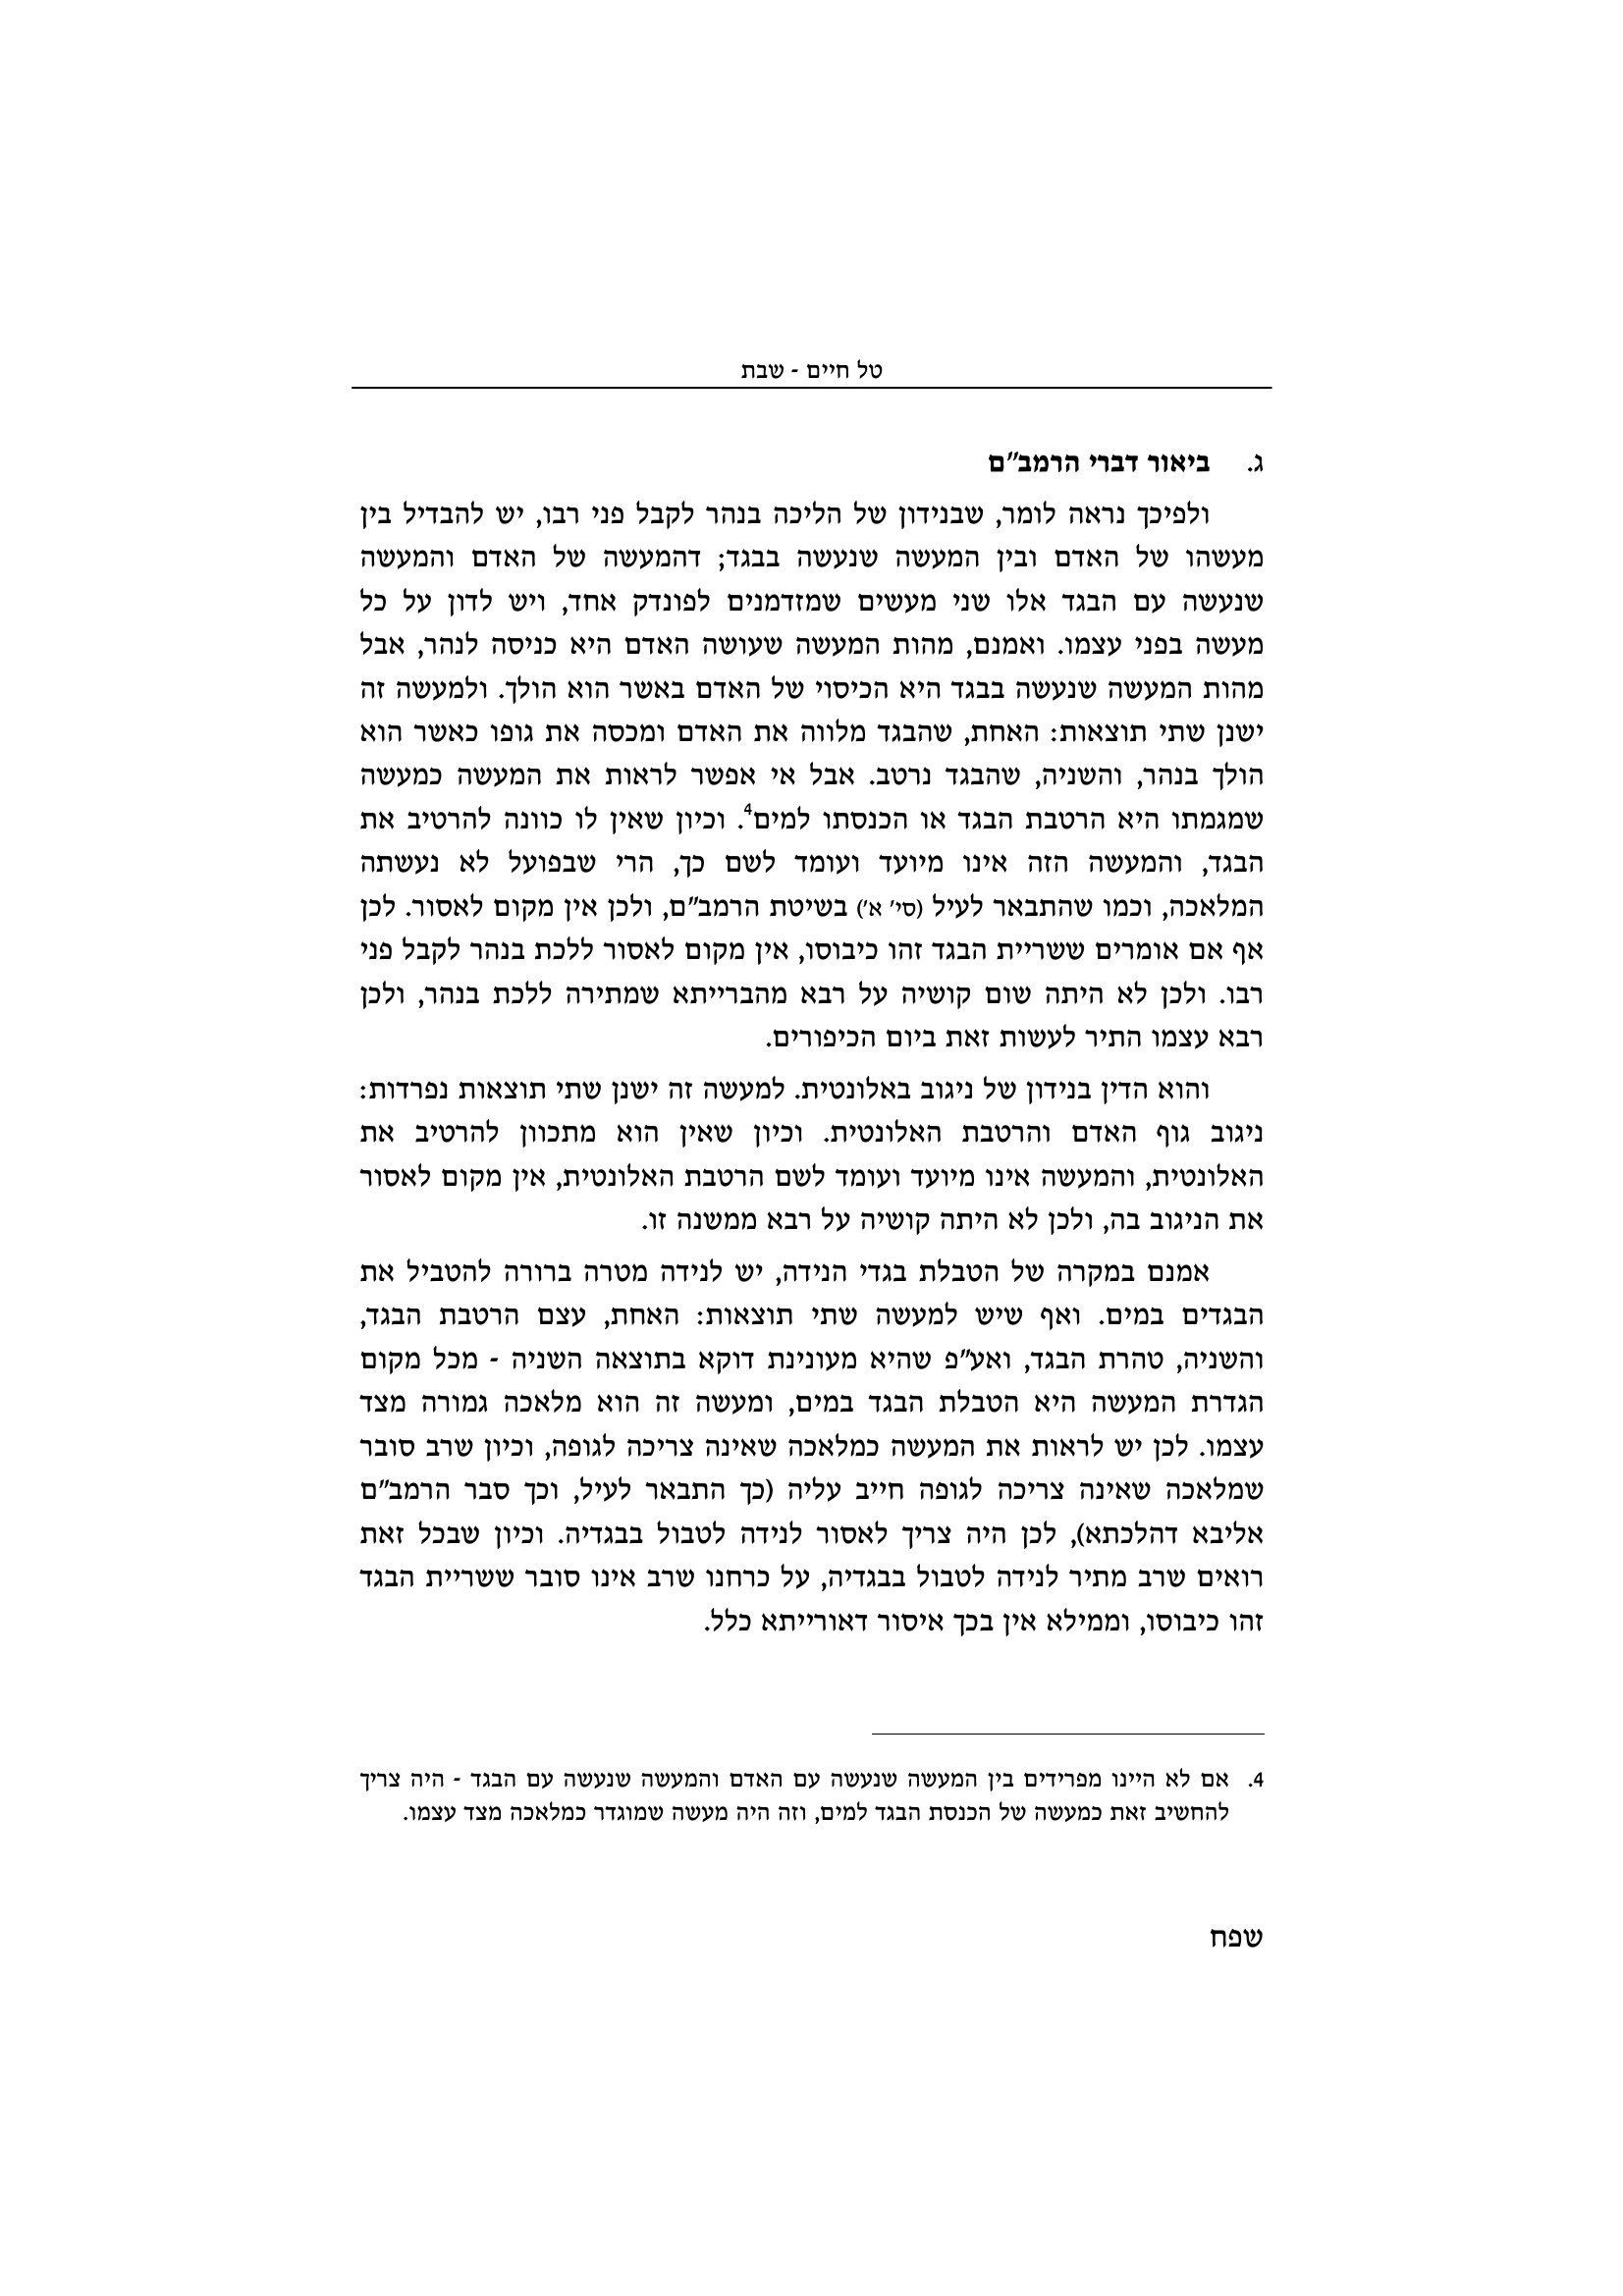 טל חיים - שבת
ג. ביאור דברי הרמב"ם
ולפיכך נראה לומר, שבנידון של הליכה בנהר לקבל פני רבו, יש להבדיל בין
מעשהו של האדם ובין המעשה שנעשה בבגד; דהמעשה של האדם והמעשה
שנעשה עם הבגד אלו שני מעשים שמזדמנים לפונדק אחד, ויש לדון על כל
מעשה בפני עצמו. ואמנם, מהות המעשה שעושה האדם היא כניסה לנהר, אבל
מהות המעשה שנעשה בבגד היא הכיסוי של האדם באשר הוא הולך. ולמעשה זה
ישנן שתי תוצאות: האחת, שהבגד מלווה את האדם ומכסה את גופו כאשר הוא
הולך בנהר, והשניה, שהבגד נרטב. אבל אי אפשר לראות את המעשה כמעשה
שמגמתו היא הרטבת הבגד או הכנסתו למים4. וכיון שאין לו כוונה להרטיב את
הבגד, והמעשה הזה אינו מיועד ועומד לשם כך, הרי שבפועל לא נעשתה
המלאכה, וכמו שהתבאר לעיל (סי' א') בשיטת הרמב"ם, ולכן אין מקום לאסור. לכן
אף אם אומרים ששריית הבגד זהו כיבוסו, אין מקום לאסור ללכת בנהר לקבל פני
רבו. ולכן לא היתה שום קושיה על רבא מהברייתא שמתירה ללכת בנהר, ולכן
רבא עצמו התיר לעשות זאת ביום הכיפורים.
והוא הדין בנידון של ניגוב באלונטית. למעשה זה ישנן שתי תוצאות נפרדות:
ניגוב גוף האדם והרטבת האלונטית. וכיון שאין הוא מתכוון להרטיב את
האלונטית, והמעשה אינו מיועד ועומד לשם הרטבת האלונטית, אין מקום לאסור
את הניגוב בה, ולכן לא היתה קושיה על רבא ממשנה זו.
אמנם במקרה של הטבלת בגדי הנידה, יש לנידה מטרה ברורה להטביל את
הבגדים במים. ואף שיש למעשה שתי תוצאות: האחת, עצם הרטבת הבגד,
והשניה, טהרת הבגד, ואע"פ שהיא מעונינת דוקא בתוצאה השניה - מכל מקום
הגדרת המעשה היא הטבלת הבגד במים, ומעשה זה הוא מלאכה גמורה מצד
עצמו. לכן יש לראות את המעשה כמלאכה שאינה צריכה לגופה, וכיון שרב סובר
שמלאכה שאינה צריכה לגופה חייב עליה (כך התבאר לעיל, וכך סבר הרמב"ם
אליבא דהלכתא), לכן היה צריך לאסור לנידה לטבול בבגדיה. וכיון שבכל זאת
רואים שרב מתיר לנידה לטבול בבגדיה, על כרחנו שרב אינו סובר ששריית הבגד
זהו כיבוסו, וממילא אין בכך איסור דאורייתא כלל.
4. אם לא היינו מפרידים בין המעשה שנעשה עם האדם והמעשה שנעשה עם הבגד - היה צריך
להחשיב זאת כמעשה של הכנסת הבגד למים, וזה היה מעשה שמוגדר כמלאכה מצד עצמו.
שפח